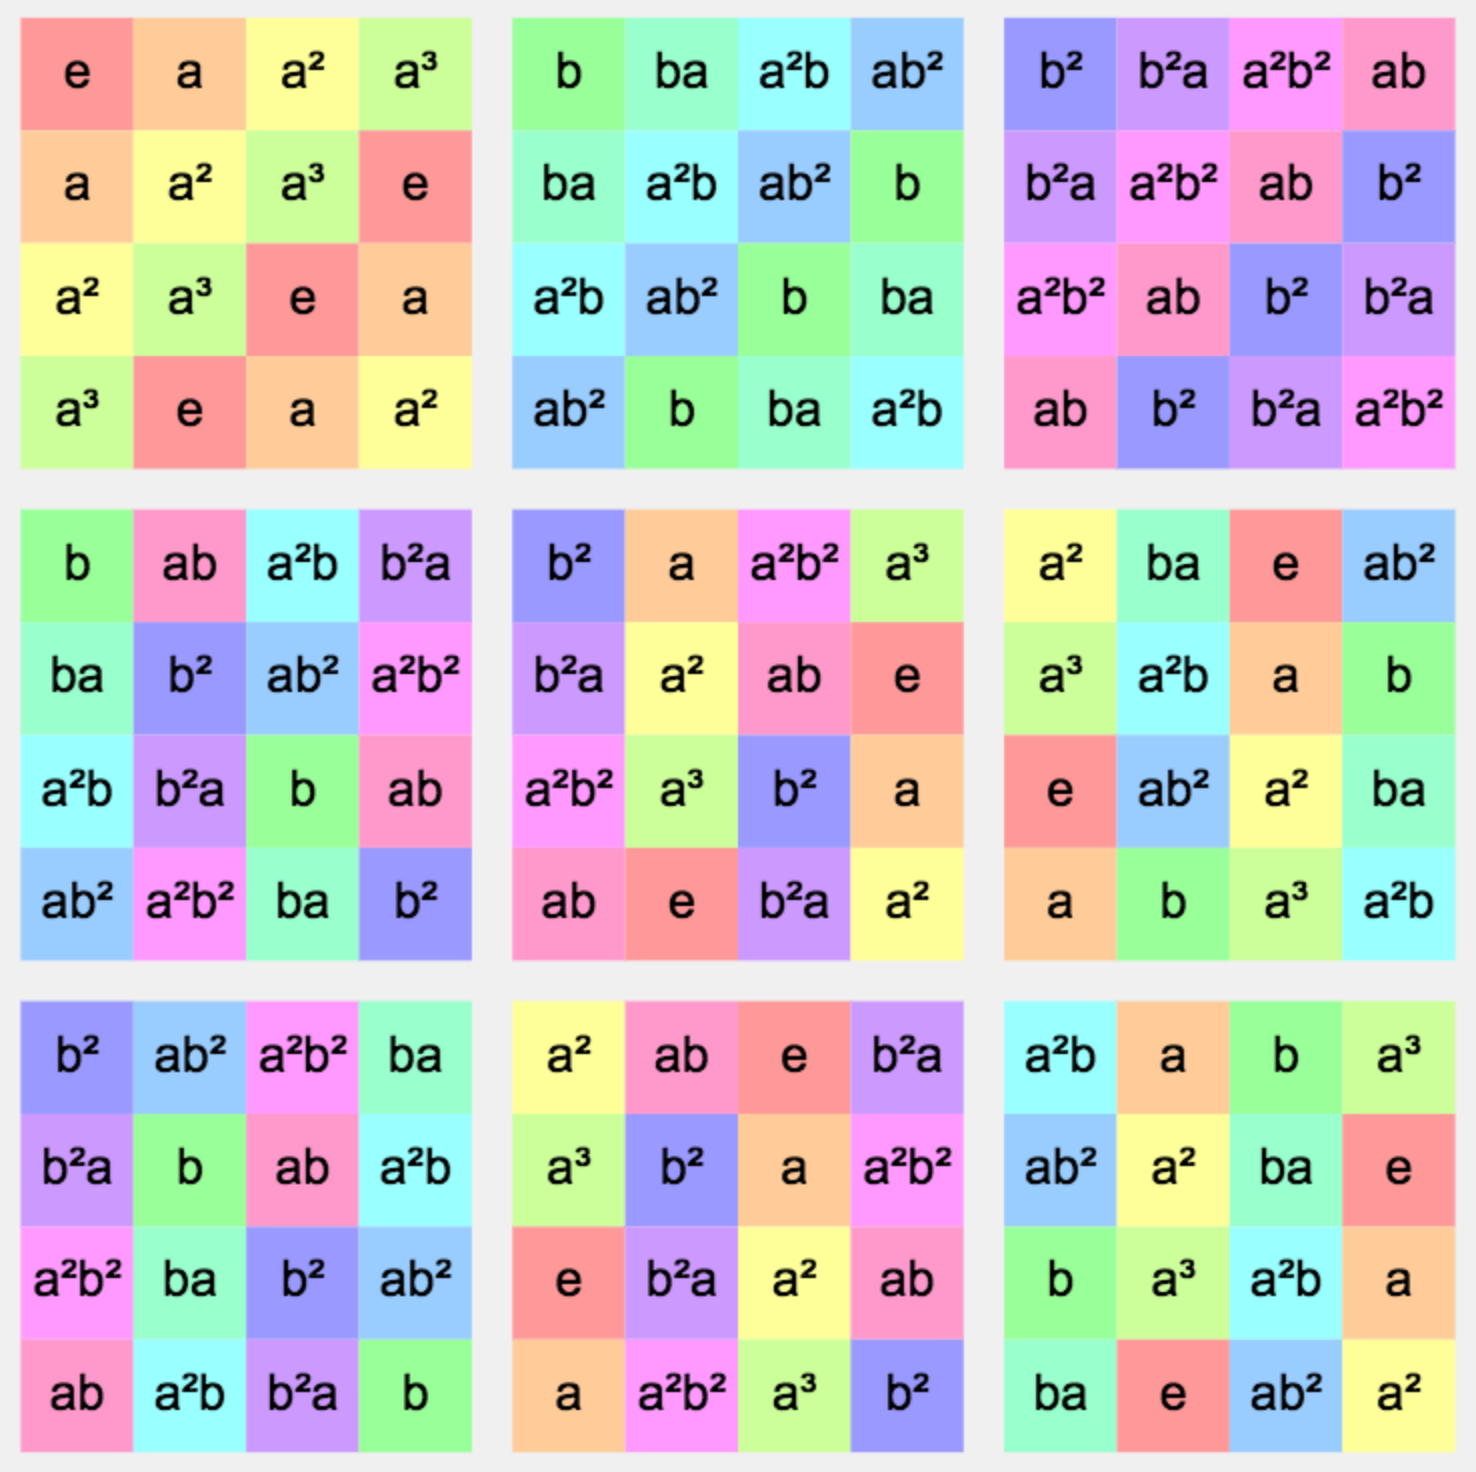 e a a² a³ b ba a²b ab² b² b²a a²b² ab
a a² a³ e ba a²b ab² b b²a a²b² ab b²
a² a³ e a a²b ab² b ba a²b² ab b² b²a
a³ e a a² ab² b ba a²b ab b² b²a a²b²
b ab a²b b²a b² a a²b² a³ a² ba e ab²
ba b² ab² a²b² b²a a² ab e a³ a²b a b
a²b b²a b ab a²b² a³ b² a e ab² a² ba
ab² a²b² ba b² ab e b²a a² a b a³ a²b
b² ab² a²b² ba a² ab e b²a a²b a b a³
b²a b ab a²b a³ b² a a²b² ab² a² ba e
a²b² ba b² ab² e b²a a² ab b a³ a²b a
ab a²b b²a b a a²b² a³ b² ba e ab² a²